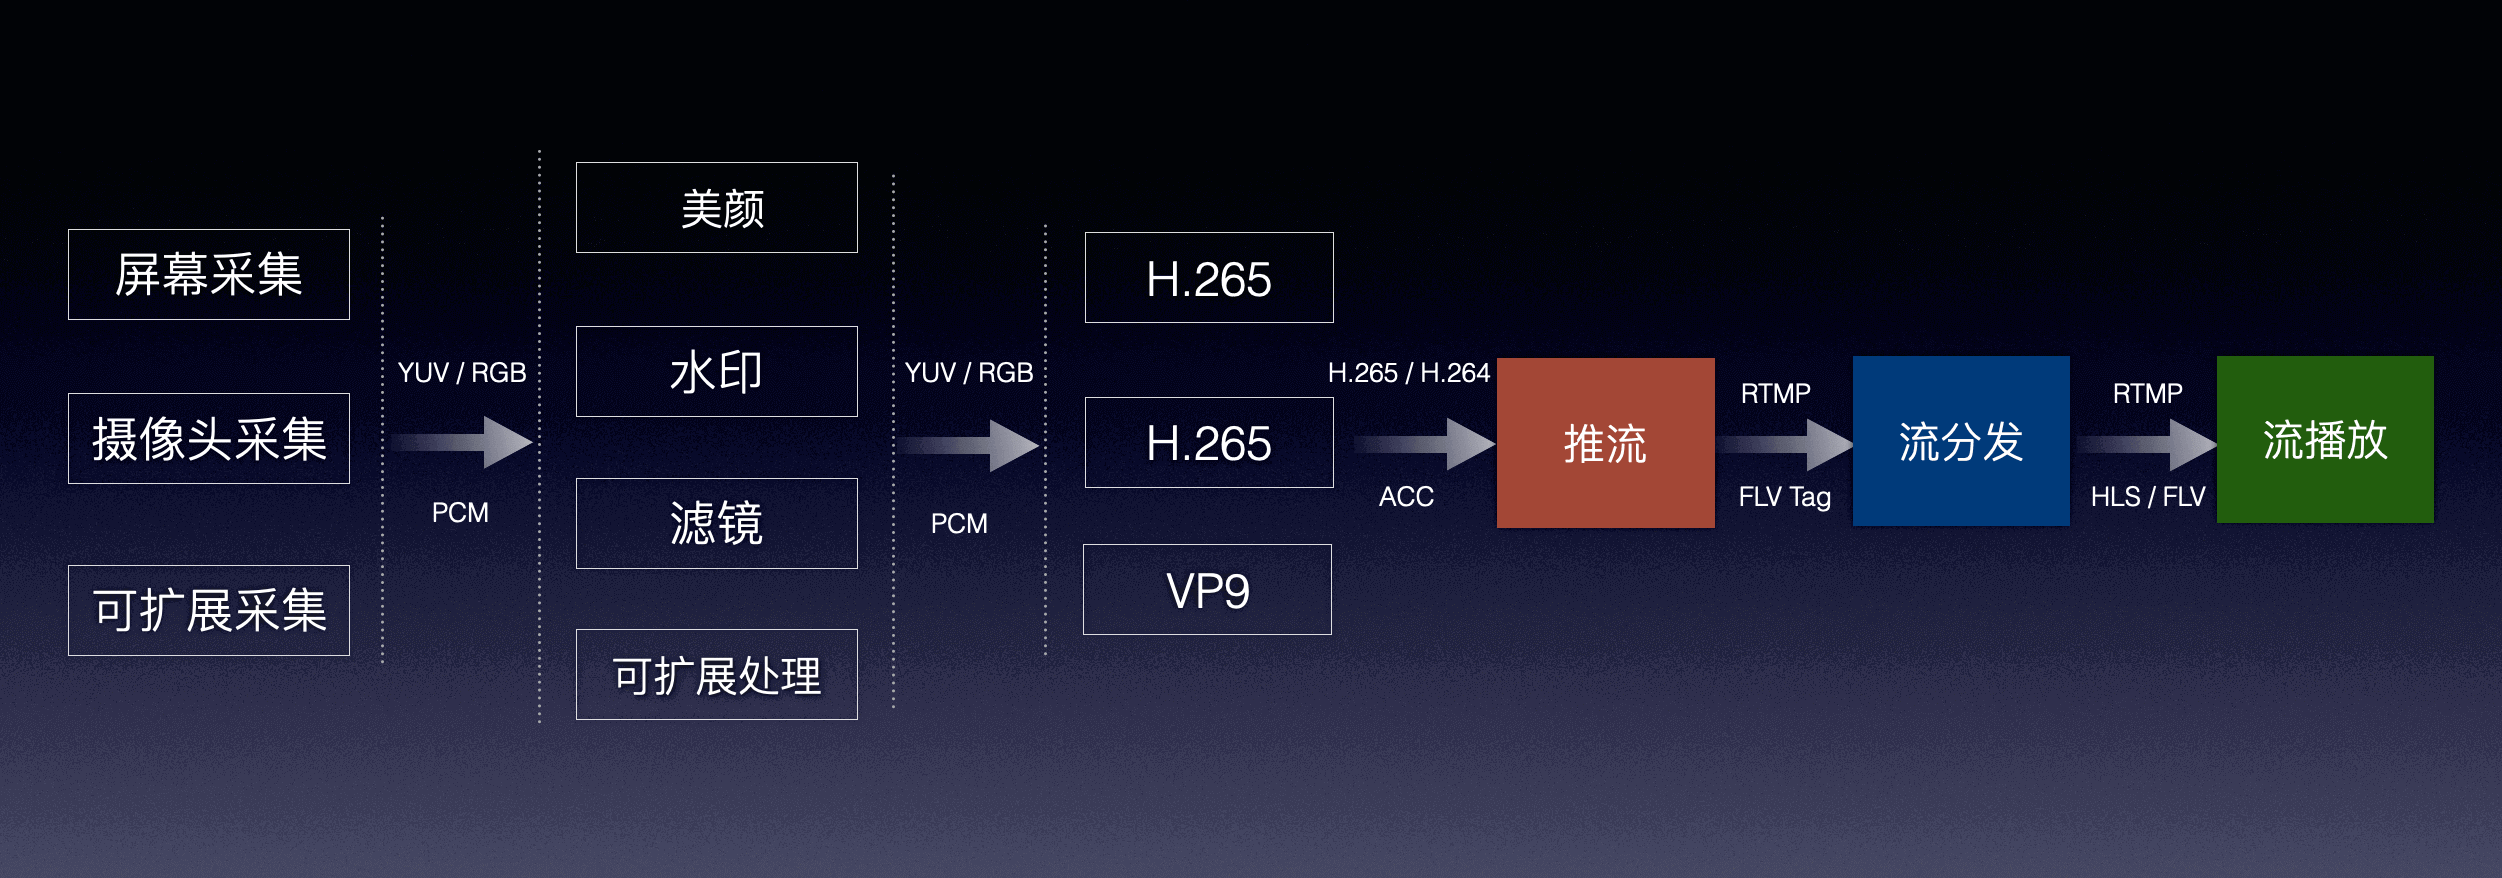 屏幕采集
摄像头采集
可扩展采集
YUV / RGB
PCM
美颜
水印
滤镜
可扩展处理
YUV / RGB
PCM
H.265
H.265
VP9
H.265 / H.264
ACC
推流
RTMP
FLV Tag
流分发
RTMP
HLS / FLV
流播放